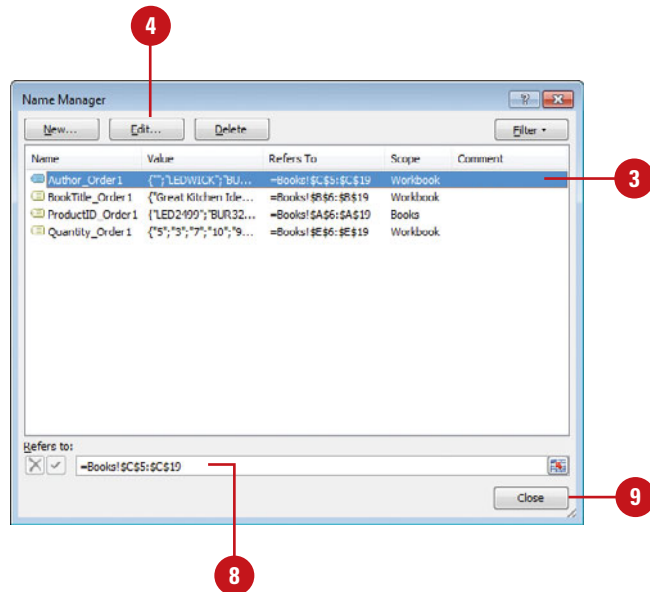 4
Name Manager
New... Edit... Delete Filter
Name Value Refers To Scope Comment
Author_Order1 {"";"LEDWICK";"BU... =Books!$C$5:$C$19 Workbook
3
BookTitle_Order1 {"Great Kitchen Ide... =Books!$B$6:$B$19 Workbook
ProductID_Order1 {"LED2499";"BUR32... =Books!$A$6:$A$19 Books
Quantity_Order1 {"5";"3";"7";"10";"9... =Books!$E$6:$E$19 Workbook
Refers to:
=Books!$C$5:$C$19
Close
9
8